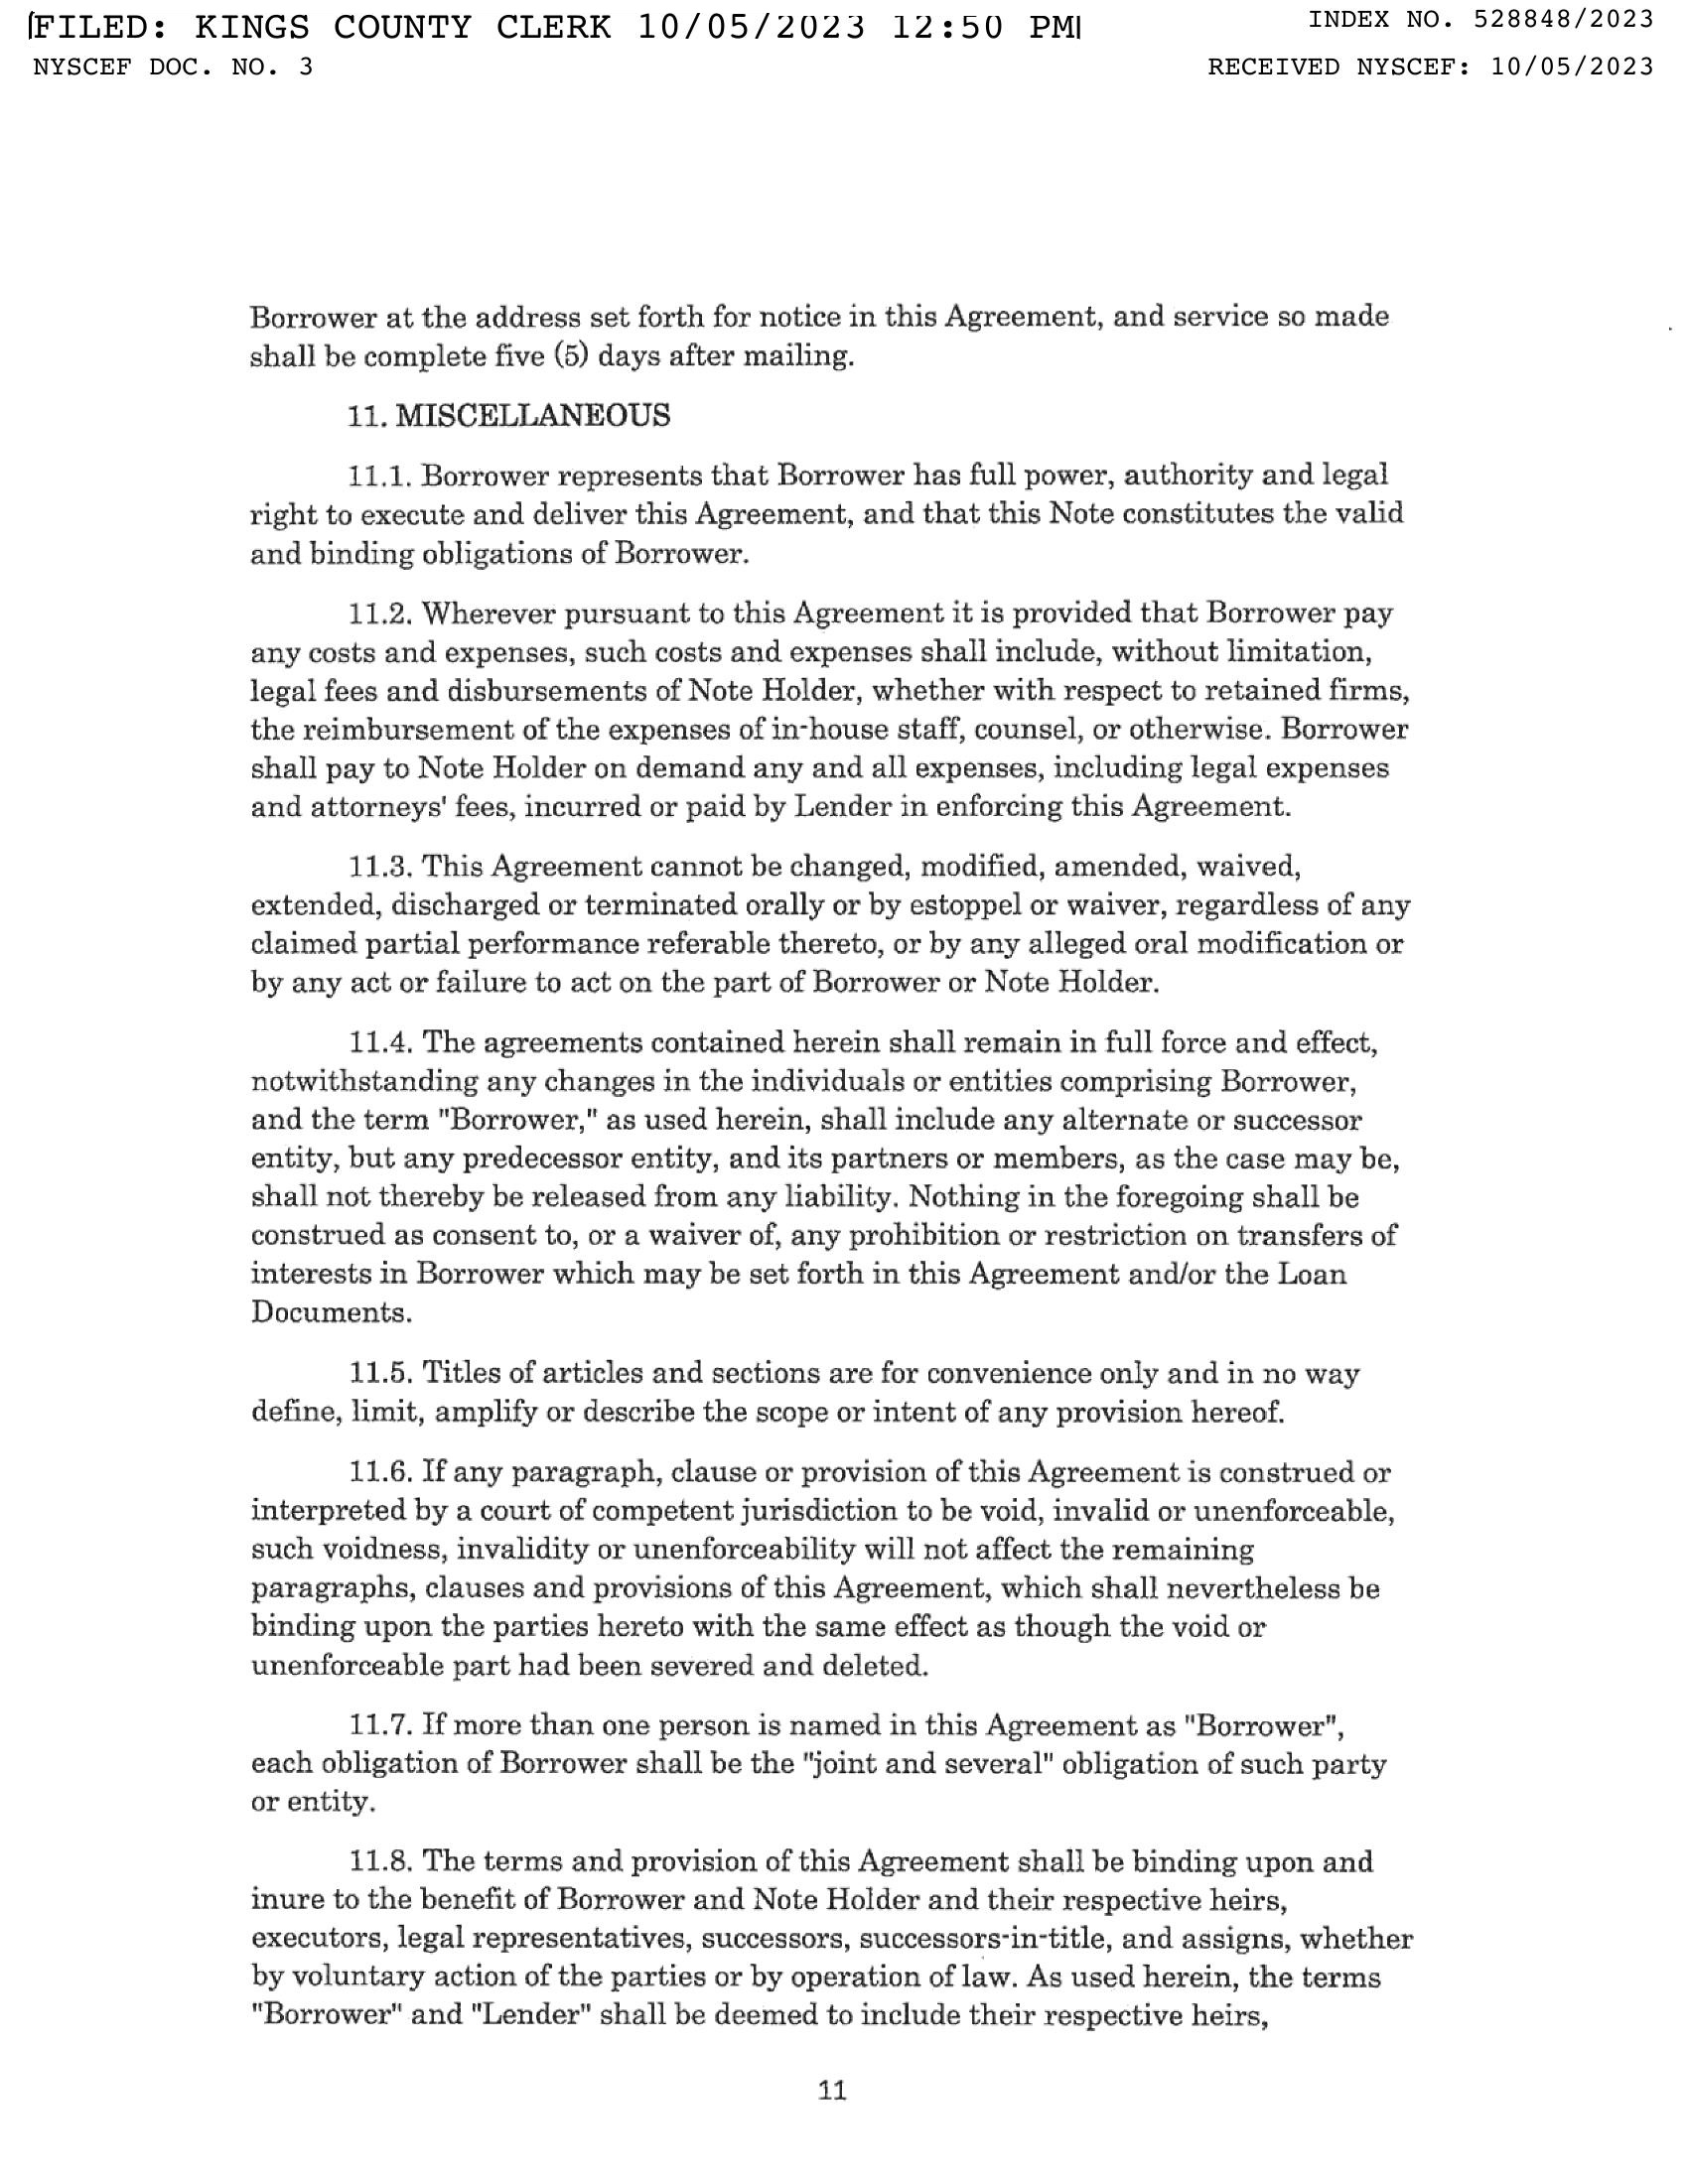 FILED: KINGS COUNTY CLERK 10/05/2023 12:50 PM
INDEX NO. 528848/2023
NYSCEF DOC. NO. 3
RECEIVED NYSCEF: 10/05/2023
Borrower at the address set forth for notice in this Agreement, and service so made
shall be complete five (5) days after mailing.
11. MISCELLANEOUS
11.1. Borrower represents that Borrower has full power, authority and legal
right to execute and deliver this Agreement, and that this Note constitutes the valid
and binding obligations of Borrower.
11.2. Wherever pursuant to this Agreement it is provided that Borrower pay
any costs and expenses, such costs and expenses shall include, without limitation,
legal fees and disbursements of Note Holder, whether with respect to retained firms,
the reimbursement of the expenses of in-house staff, counsel, or otherwise. Borrower
shall pay to Note Holder on demand any and all expenses, including legal expenses
and attorneys' fees, incurred or paid by Lender in enforcing this Agreement.
11.3. This Agreement cannot be changed, modified, amended, waived,
extended, discharged or terminated orally or by estoppel or waiver, regardless of any
claimed partial performance referable thereto, or by any alleged oral modification or
by any act or failure to act on the part of Borrower or Note Holder.
11.4. The agreements contained herein shall remain in full force and effect,
notwithstanding any changes in the individuals or entities comprising Borrower,
and the term "Borrower," as used herein, shall include any alternate or successor
entity, but any predecessor entity, and its partners or members, as the case may be,
shall not thereby be released from any liability. Nothing in the foregoing shall be
construed as consent to, or a waiver of, any prohibition or restriction on transfers of
interests in Borrower which may be set forth in this Agreement and/or the Loan
Documents.
11.5. Titles of articles and sections are for convenience only and in no way
define, limit, amplify or describe the scope or intent of any provision hereof.
11.6. If any paragraph, clause or provision of this Agreement is construed or
interpreted by a court of competent jurisdiction to be void, invalid or unenforceable,
such voidness, invalidity or unenforceability will not affect the remaining
paragraphs, clauses and provisions of this Agreement, which shall nevertheless be
binding upon the parties hereto with the same effect as though the void or
unenforceable part had been severed and deleted.
11.7. If more than one person is named in this Agreement as "Borrower",
each obligation of Borrower shall be the "joint and several" obligation of such party
or entity.
11.8. The terms and provision of this Agreement shall be binding upon and
inure to the benefit of Borrower and Note Holder and their respective heirs,
executors, legal representatives, successors, successors-in-title, and assigns, whether
by voluntary action of the parties or by operation of law. As used herein, the terms
"Borrower" and "Lender" shall be deemed to include their respective heirs,
11